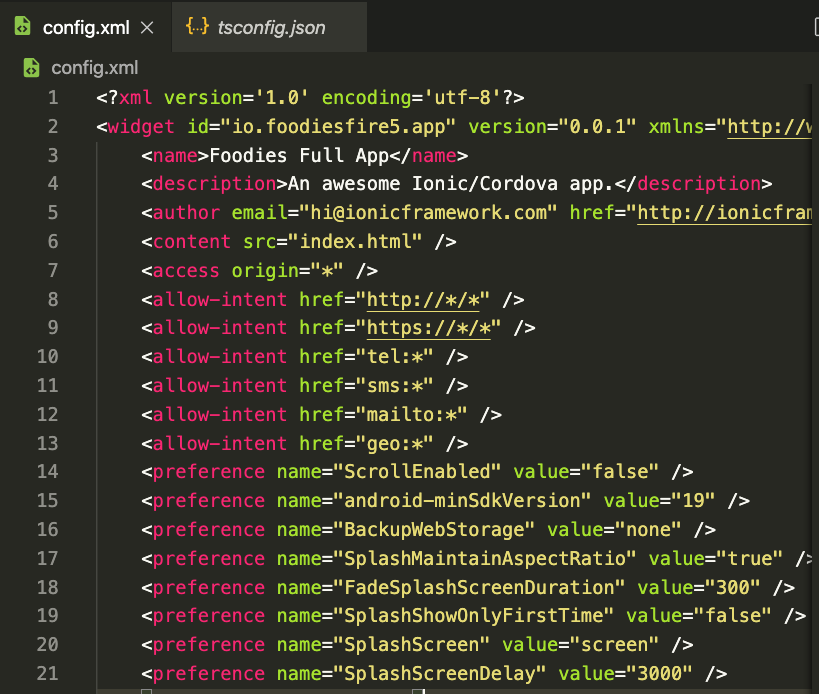 config.xml
tsconfig.json
config.xml
1 <?xml version='1.0' encoding='utf-8'?>
2 <widget id="io.foodiesfire5.app" version="0.0.1" xmlns="http://w
3 <name>Foodies Full App</name>
4 <description>An awesome Ionic/Cordova app.</description>
5 <author email="hi@ionicframework.com" href="http://ionicfram
6 <content src="index.html" />
7 <access origin="*" />
8 <allow-intent href="http://*/*" />
9 <allow-intent href="https://*/*" />
10 <allow-intent href="tel:*" />
11 <allow-intent href="sms:*" />
12 <allow-intent href="mailto:*" />
13 <allow-intent href="geo:*" />
14 <preference name="ScrollEnabled" value="false" />
15 <preference name="android-minSdkVersion" value="19" />
16 <preference name="BackupWebStorage" value="none" />
17 <preference name="SplashMaintainAspectRatio" value="true" />
18 <preference name="FadeSplashScreenDuration" value="300" />
19 <preference name="SplashShowOnlyFirstTime" value="false" />
20 <preference name="SplashScreen" value="screen" />
21 <preference name="SplashScreenDelay" value="3000" />